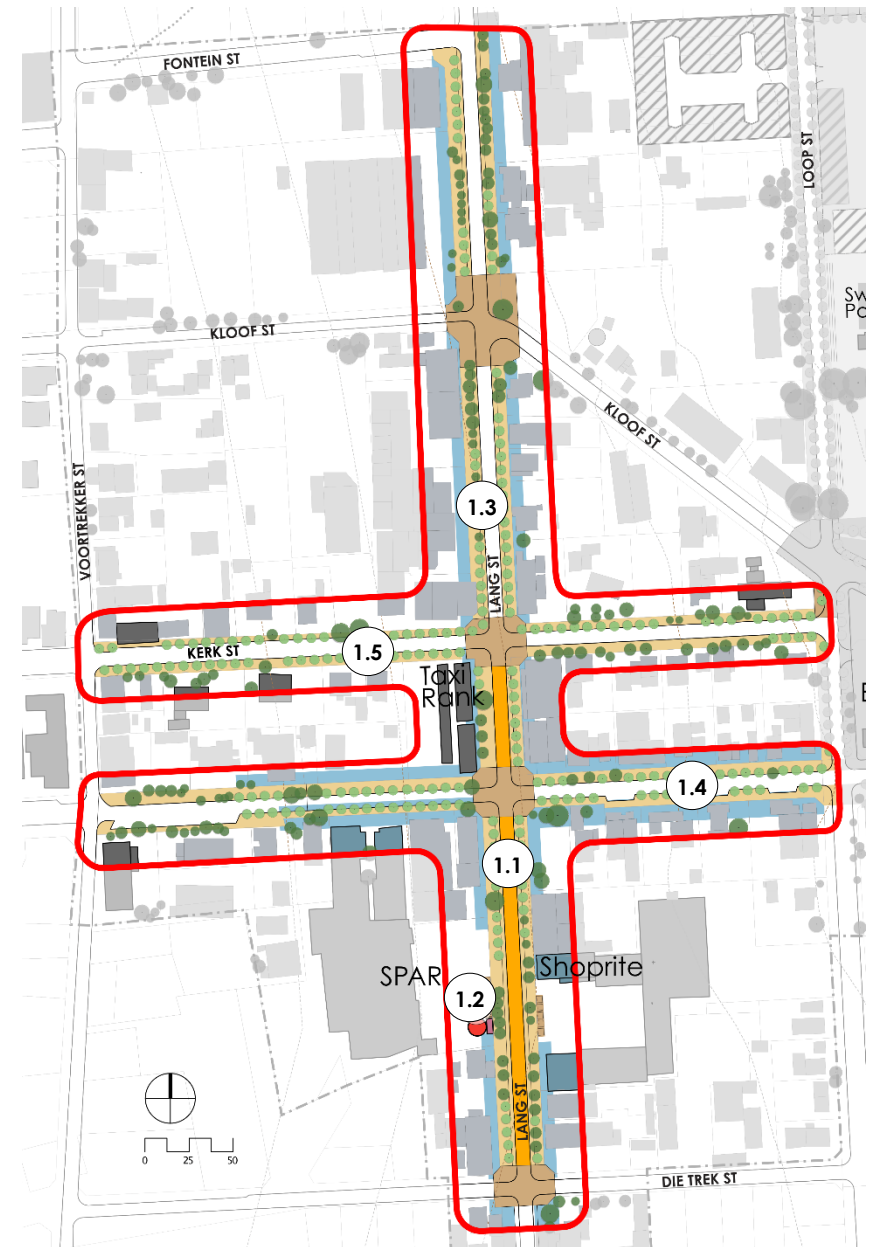 FONTEIN ST
LOOP ST
KLOOF ST
KLOOF ST
VOORTREKKER ST
1.3
LANG ST
KERK ST
1.5
Taxi
Rank
1.4
1.1
SPAR
Shoprite
1.2
LANG ST
0 25 50
DIE TREK ST